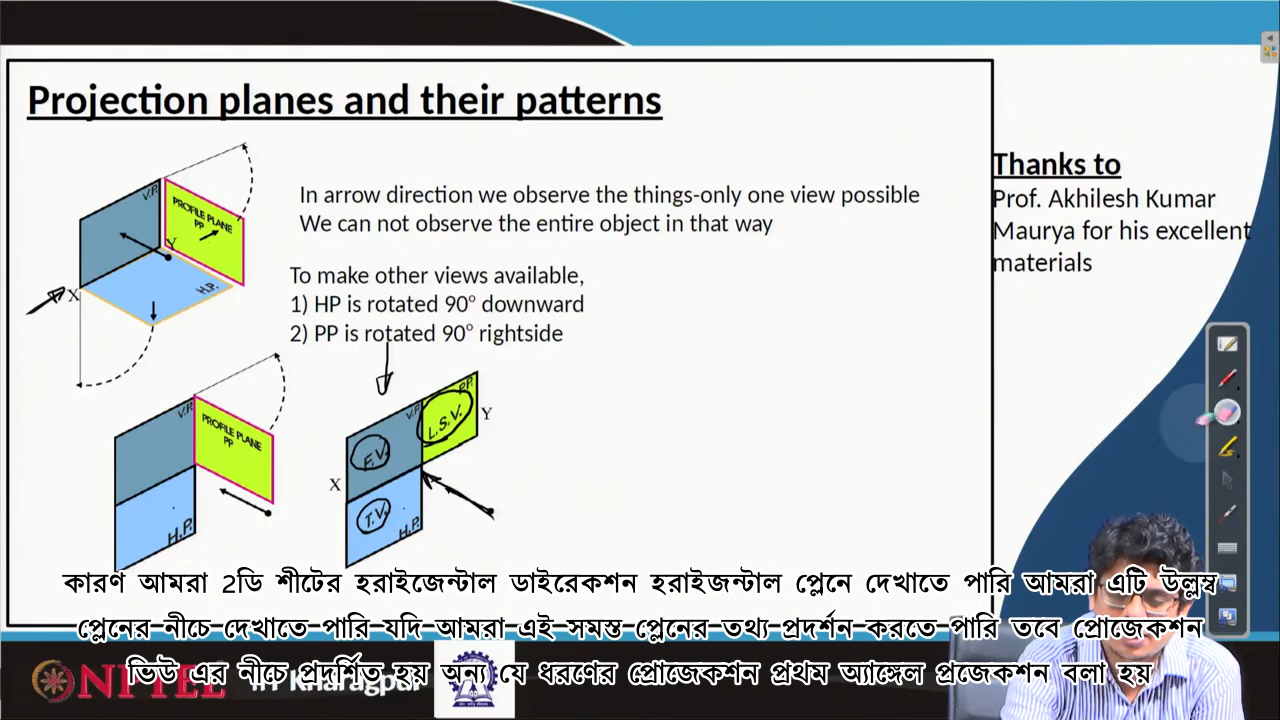 Projection planes and their patterns
Thanks to
Prof. Akhilesh Kumar
Maurya for his excellent
materials
In arrow direction we observe the things-only one view possible
We can not observe the entire object in that way
To make other views available,
1) HP is rotated 90° downward
2) PP is rotated 90° rightside
V.P.
PROFILE PLANE
PP
Y
X
H.P.
V.P.
PROFILE PLANE
PP
H.P.
V.P.
PP.
L.S.V.
Y
F.V.
X
T.V.
H.P.
কারণ আমরা 2ডি শীটের হরাইজেন্টাল ডাইরেকশন হরাইজন্টাল প্লেনে দেখাতে পারি আমরা এটি উল্লম্ব
প্লেনের নীচে দেখাতে পারি যদি আমরা এই সমস্ত প্লেনের তথ্য প্রদর্শন করতে পারি তবে প্রোজেকশন
ভিউ এর নীচে প্রদর্শিত হয় অন্য যে ধরণের প্রোজেকশন প্রথম অ্যাঙ্গেল প্রজেকশন বলা হয়
NPTEL
IIT Kharagpur